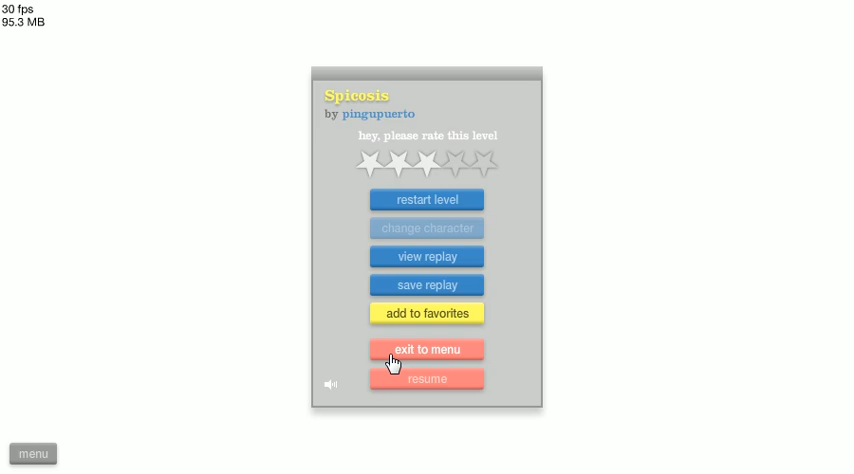 30 fps
95.3 MB
Spicosis
by pingupuerto
hey, please rate this level
restart level
change character
view replay
save replay
add to favorites
exit to menu
resume
menu